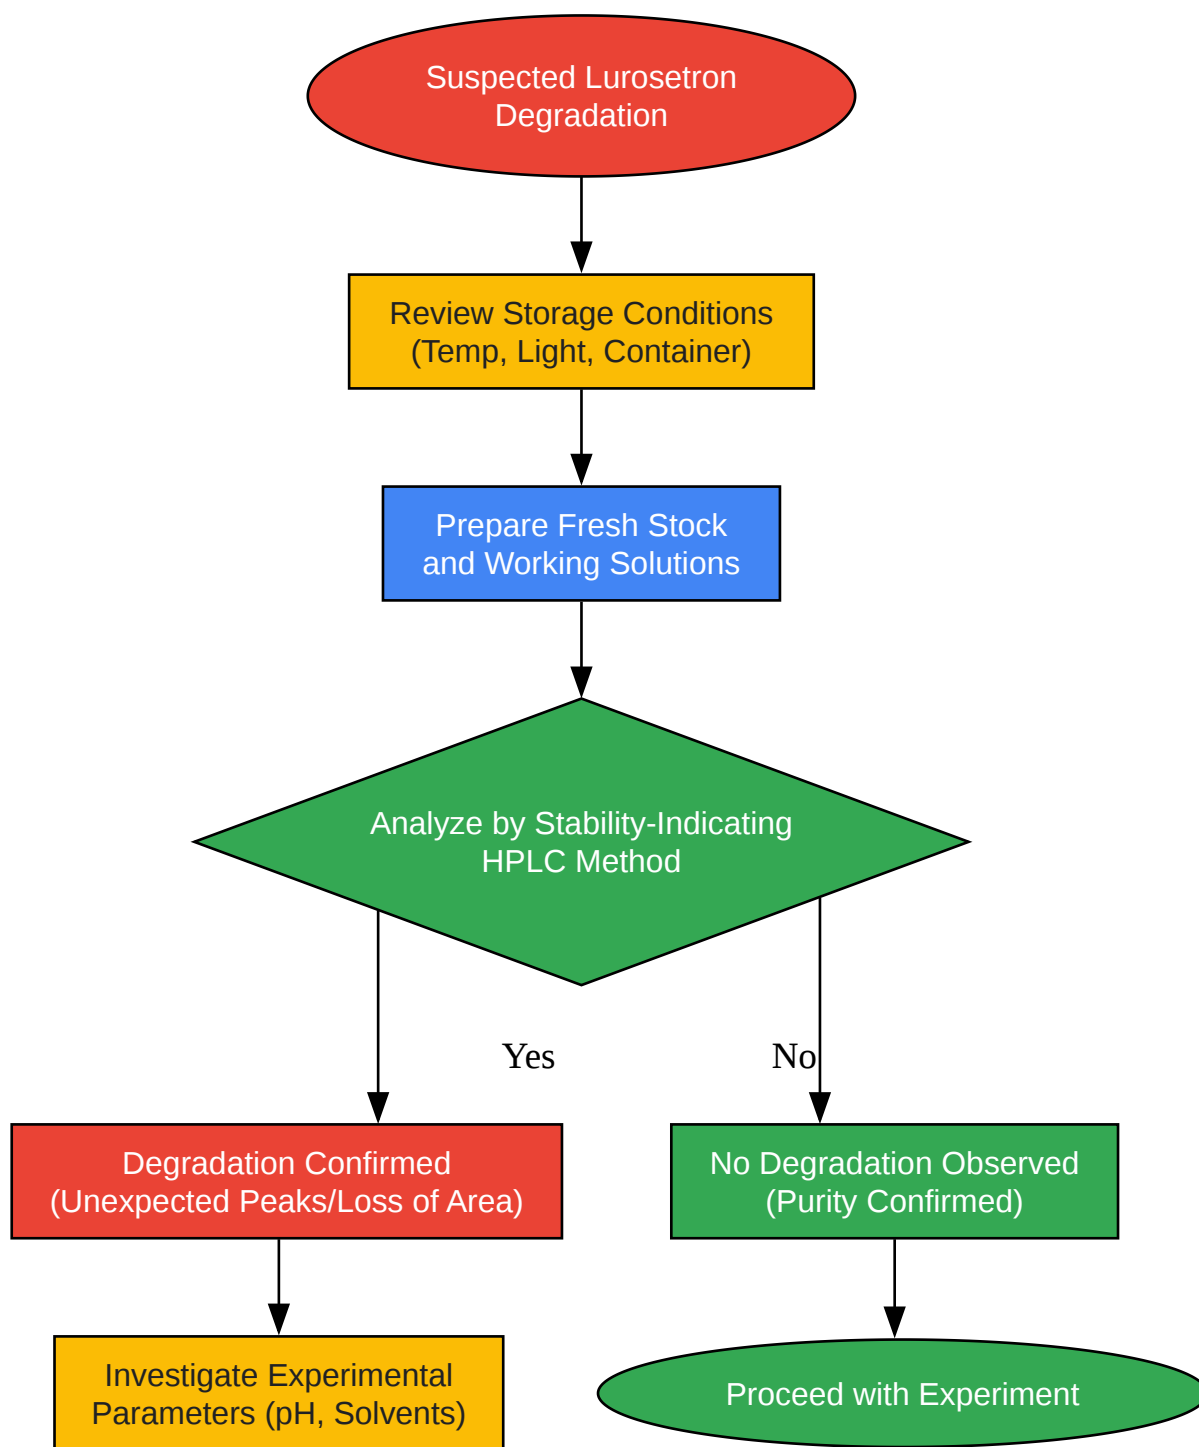 Suspected Lurosetron
Degradation
Review Storage Conditions
(Temp, Light, Container)
Prepare Fresh Stock
and Working Solutions
Analyze by Stability-Indicating
HPLC Method
Yes
No
Degradation Confirmed
(Unexpected Peaks/Loss of Area)
No Degradation Observed
(Purity Confirmed)
Investigate Experimental
Parameters (pH, Solvents)
Proceed with Experiment